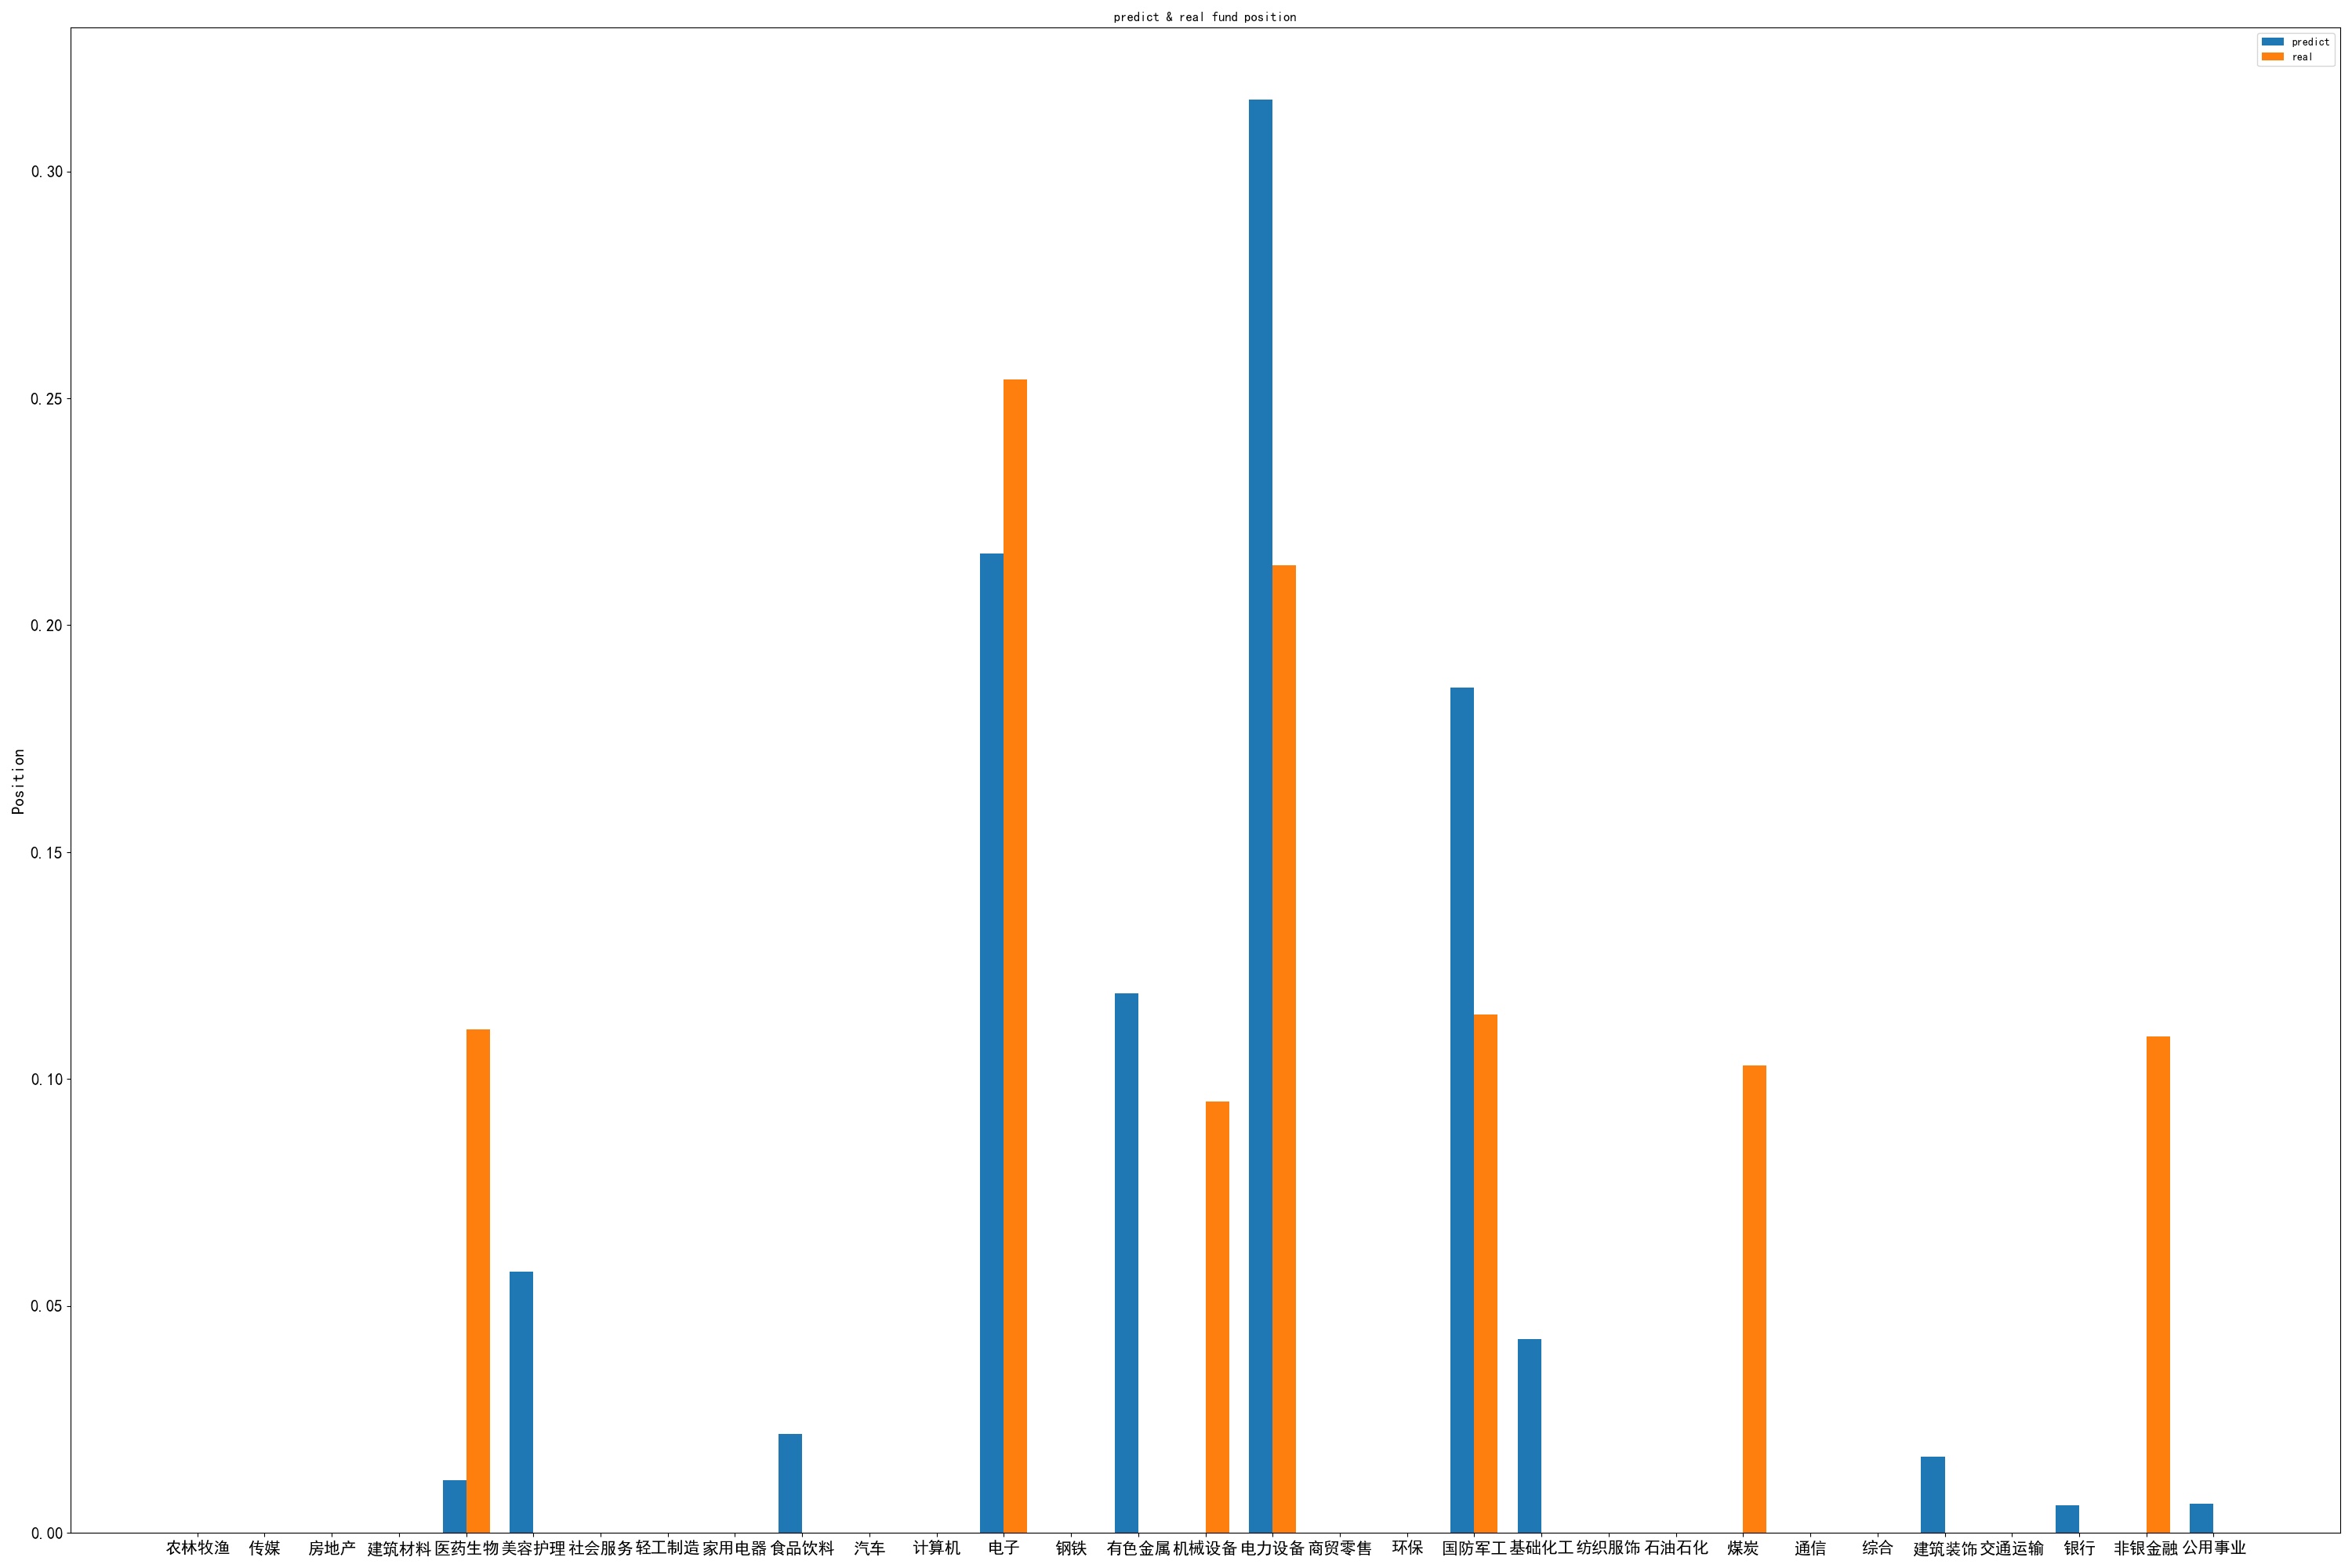 predict & real fund position
predict
real
0.30
0.25
0.20
0.15
0.10
0.05
0.00
Position
农林牧渔 传媒 房地产 建筑材料 医药生物 美容护理 社会服务 轻工制造 家用电器 食品饮料 汽车 计算机 电子 钢铁 有色金属 机械设备 电力设备 商贸零售 环保 国防军工 基础化工 纺织服饰 石油石化 煤炭 通信 综合 建筑装饰 交通运输 银行 非银金融 公用事业